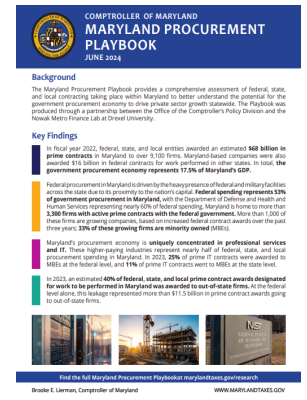 COMPTROLLER OF MARYLAND
MARYLAND PROCUREMENT
PLAYBOOK
JUNE 2024
Background
The Maryland Procurement Playbook provides a comprehensive assessment of federal, state,
and local contracting taking place within Maryland to better understand the potential for the
government procurement economy to drive private sector growth statewide. The Playbook was
produced through a partnership between the Office of the Comptroller's Policy Division and the
Nowak Metro Finance Lab at Drexel University.
Key Findings
In fiscal year 2022, federal, state, and local entities awarded an estimated $68 billion in
prime contracts in Maryland to over 9,100 firms. Maryland-based companies were also
awarded $16 billion in federal contracts for work performed in other states. In total, the
government procurement economy represents 17.5% of Maryland's GDP.
Federal procurement in Maryland is driven by the heavy presence of federal and military facilities
across the state due to its proximity to the nation's capital. Federal spending represents 53%
of government procurement in Maryland, with the Department of Defense and Health and
Human Services representing nearly 60% of federal spending. Maryland is home to more than
3,300 firms with active prime contracts with the federal government. More than 1,000 of
these firms are growing companies, based on increased federal contract awards over the past
three years; 33% of these growing firms are minority owned (MBEs).
Maryland's procurement economy is uniquely concentrated in professional services
and IT. These higher-paying industries represent nearly half of federal, state, and local
procurement spending in Maryland. In 2023, 25% of prime IT contracts were awarded to
MBEs at the federal level, and 11% of prime IT contracts went to MBEs at the state level.
In 2023, an estimated 40% of federal, state, and local prime contract awards designated
for work to be performed in Maryland was awarded to out-of-state firms. At the federal
level alone, this leakage represented more than $11.5 billion in prime contract awards going
to out-of-state firms.
Find the full Maryland Procurement Playbookat marylandtaxes.gov/research
Brooke E. Lierman, Comptroller of Maryland
WWW.MARYLANDTAXES.GOV